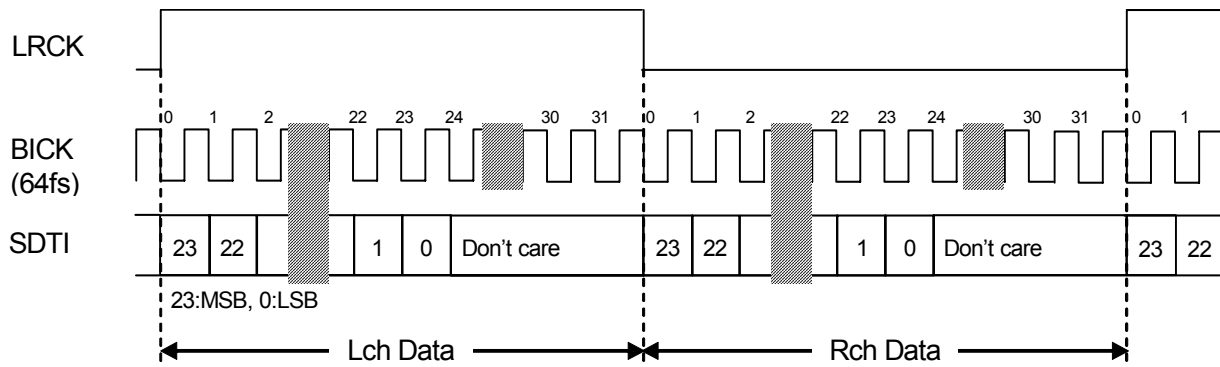 LRCK
0 1 2 22 23 24 30 31 0 1 2 22 23 24 30 31 0 1
BICK
(64fs)
SDTI 23 22 1 0 Don't care 23 22 1 0 Don't care 23 22
23:MSB, 0:LSB
Lch Data Rch Data